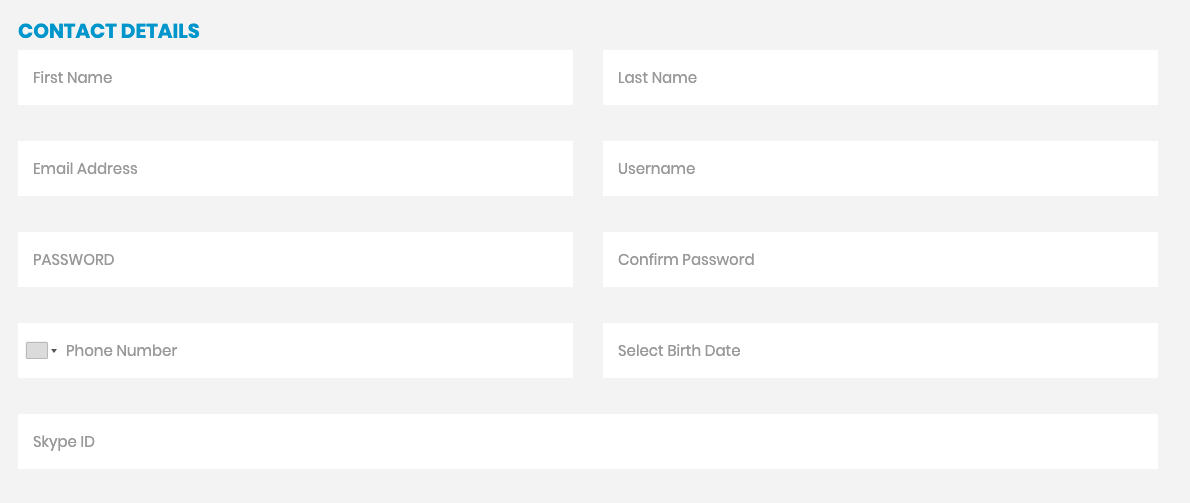 CONTACT DETAILS
First Name
Last Name
Email Address
Username
PASSWORD
Confirm Password
Phone Number
Select Birth Date
Skype ID